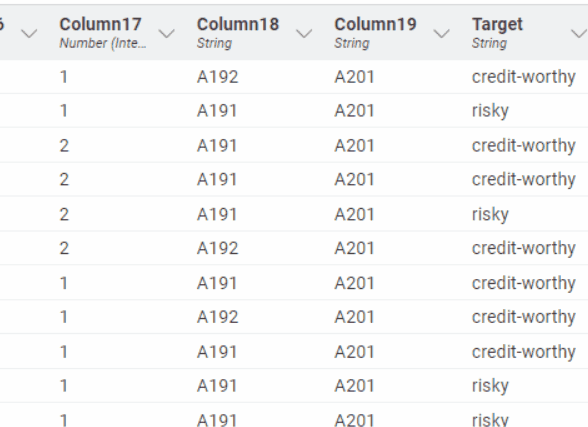 6 Column17 Column18 Column19 Target
Number (Inte... String String String
1 A192 A201 credit-worthy
1 A191 A201 risky
2 A191 A201 credit-worthy
2 A191 A201 credit-worthy
2 A191 A201 risky
2 A192 A201 credit-worthy
1 A191 A201 credit-worthy
1 A192 A201 credit-worthy
1 A191 A201 credit-worthy
1 A191 A201 risky
1 A191 A201 risky